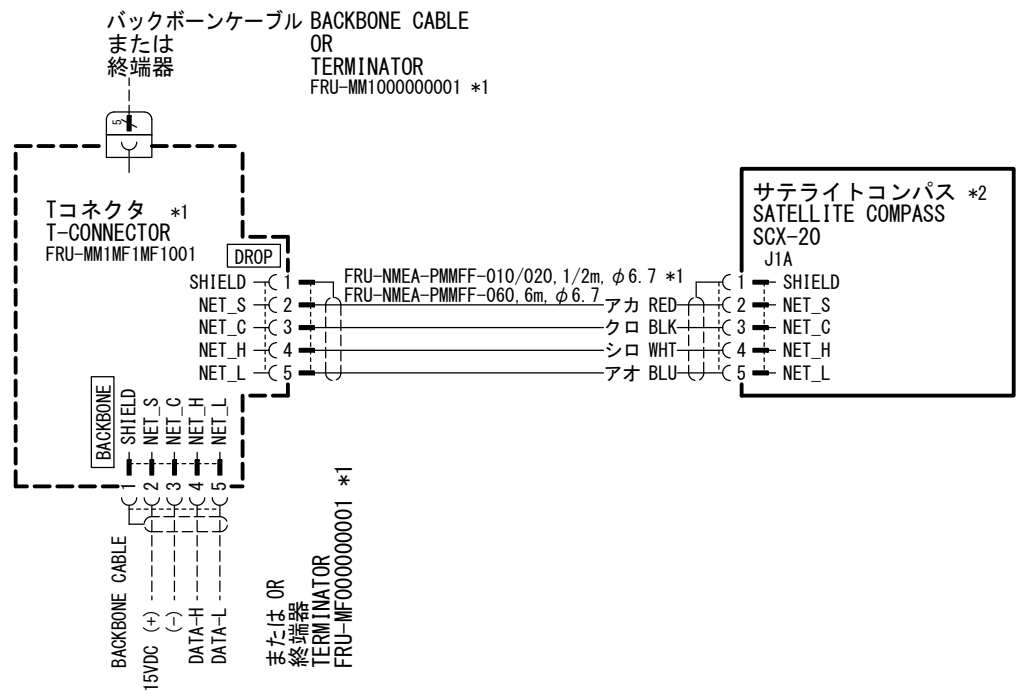 バックボーンケーブル BACKBONE CABLE
または OR
終端器 TERMINATOR
FRU-MM1000000001 *1
5
Tコネクタ *1
T-CONNECTOR
FRU-MM1MF1MF1001
DROP
SHIELD 1
NET_S 2
NET_C 3
NET_H 4
NET_L 5
FRU-NMEA-PMMFF-010/020, 1/2m, φ6.7 *1
FRU-NMEA-PMMFF-060, 6m, φ6.7
アカ RED
クロ BLK
シロ WHT
アオ BLU
サテライトコンパス *2
SATELLITE COMPASS
SCX-20
J1A
1 SHIELD
2 NET_S
3 NET_C
4 NET_H
5 NET_L
BACKBONE
SHIELD
NET_S
NET_C
NET_H
NET_L
1 2 3 4 5
BACKBONE CABLE
15VDC (+)
(-)
DATA-H
DATA-L
または OR
終端器
TERMINATOR
FRU-MF000000001 *1